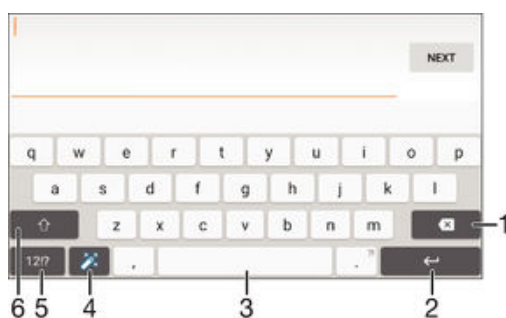 NEXT
q w e r t y u i o p
a s d f g h j k l
z x c v b n m 1
12!? , . ?!
6 5 4 3 2